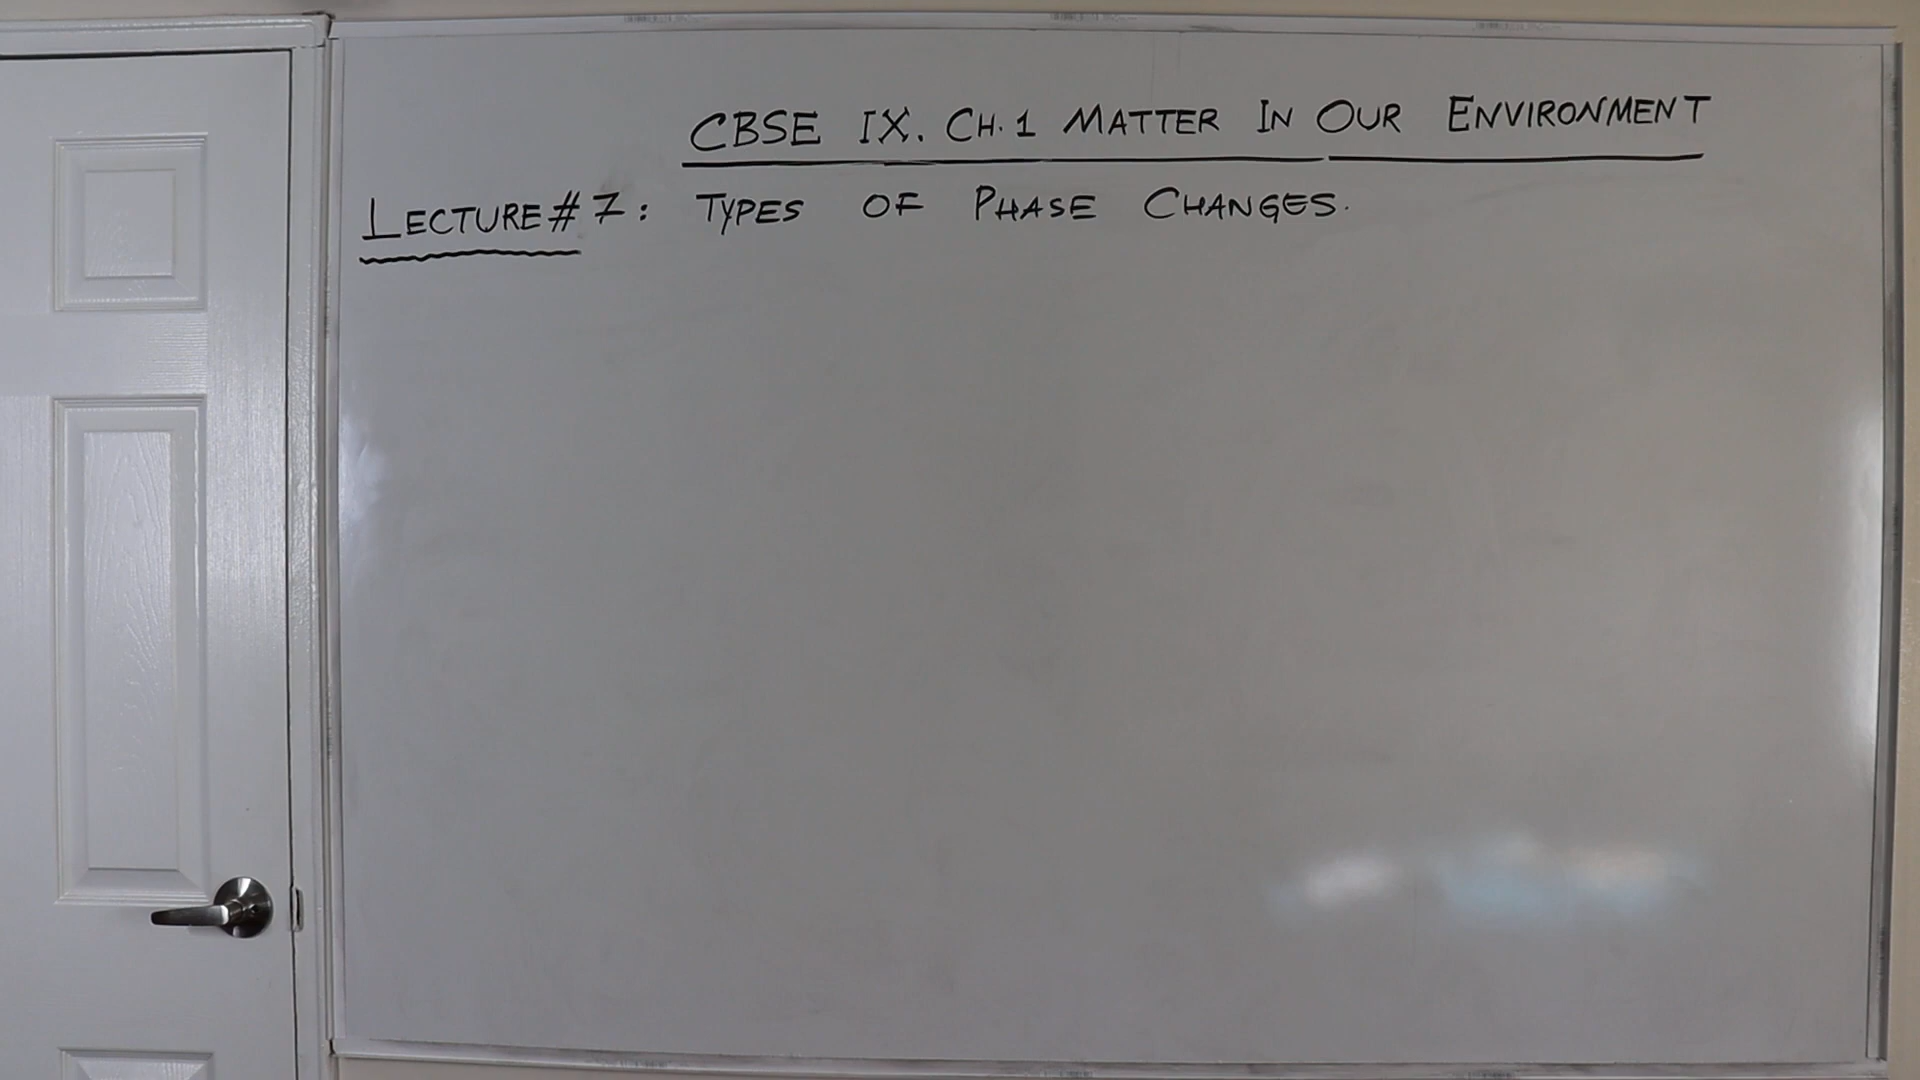 CBSE IX. CH. 1 MATTER IN OUR ENVIRONMENT
LECTURE # 7: TYPES OF PHASE CHANGES.